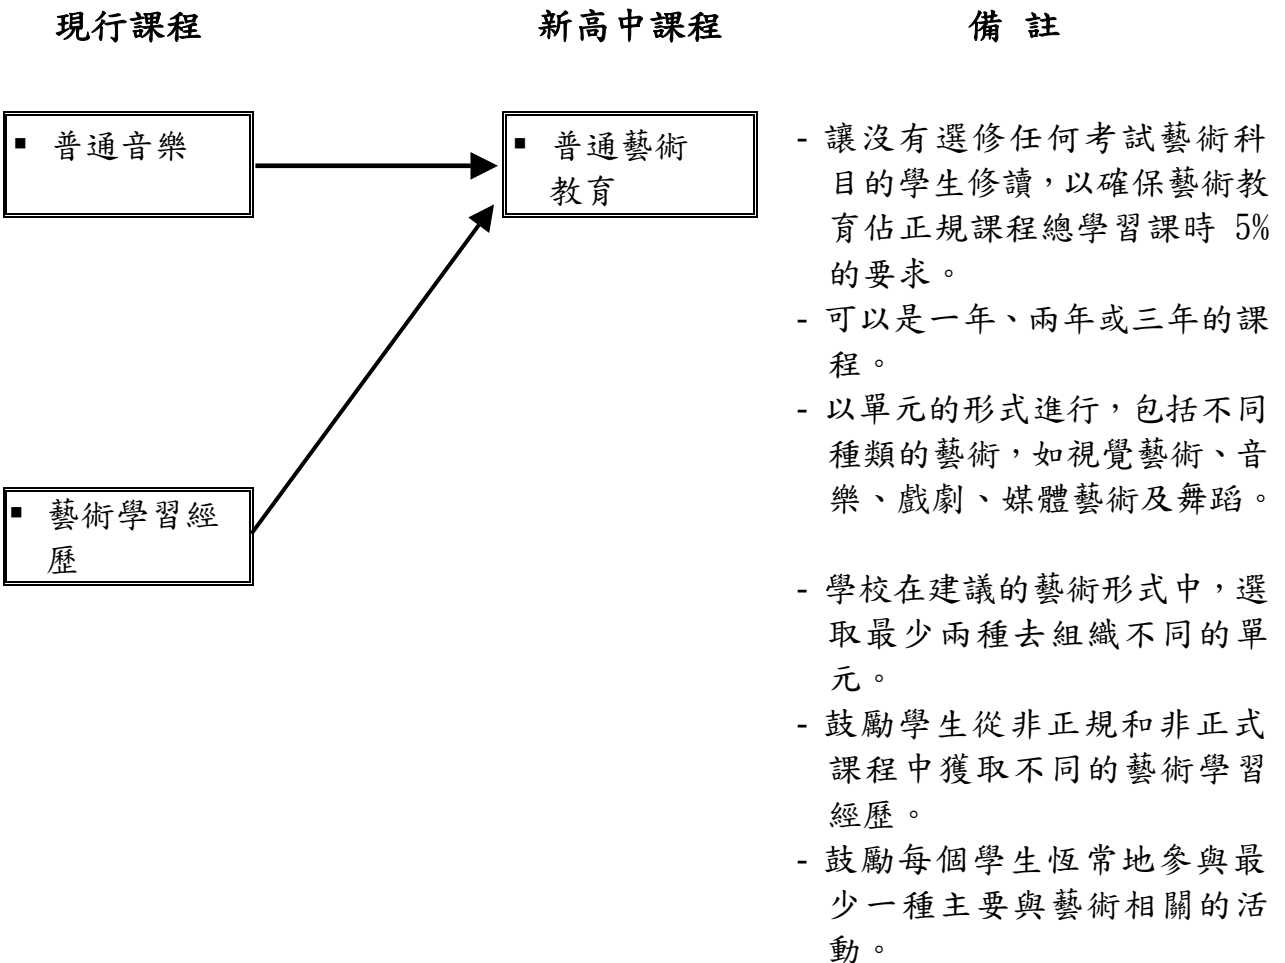 現行課程 新高中課程 備 註
▪ 普通音樂
▪ 普通藝術
教育
▪ 藝術學習經
歷
- 讓沒有選修任何考試藝術科
目的學生修讀，以確保藝術教
育佔正規課程總學習課時 5%
的要求。
- 可以是一年、兩年或三年的課
程。
- 以單元的形式進行，包括不同
種類的藝術，如視覺藝術、音
樂、戲劇、媒體藝術及舞蹈。
- 學校在建議的藝術形式中，選
取最少兩種去組織不同的單
元。
- 鼓勵學生從非正規和非正式
課程中獲取不同的藝術學習
經歷。
- 鼓勵每個學生恆常地參與最
少一種主要與藝術相關的活
動。